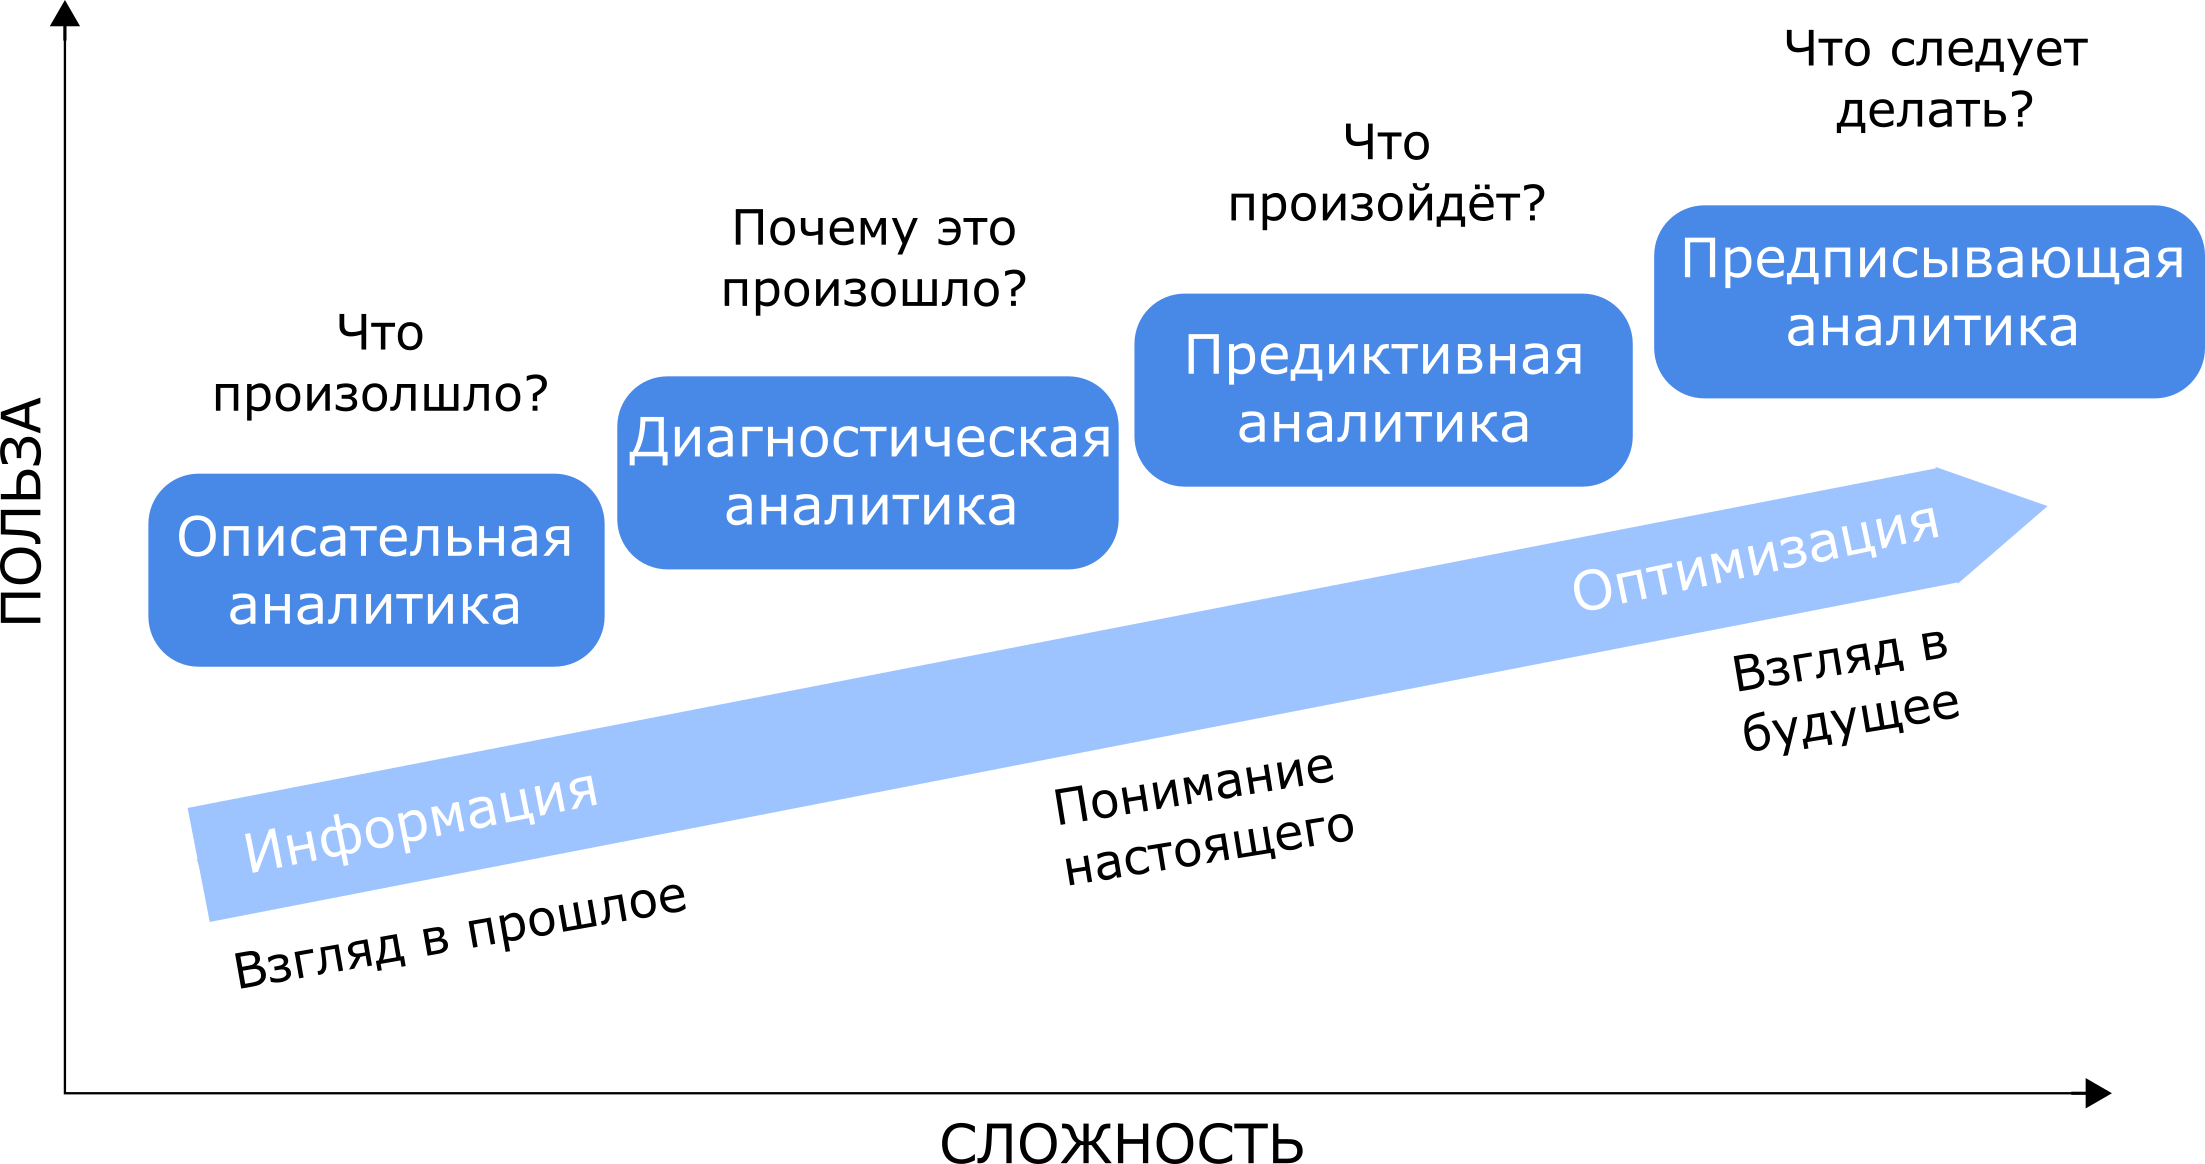 Что следует
делать?
Что
произойдёт?
Почему это
произошло?
Что
произолшло?
Предписывающая
аналитика
Предиктивная
аналитика
Диагностическая
аналитика
Описательная
аналитика
ПОЛЬЗА
Оптимизация
Информация
Взгляд в
будущее
Понимание
настоящего
Взгляд в прошлое
СЛОЖНОСТЬ